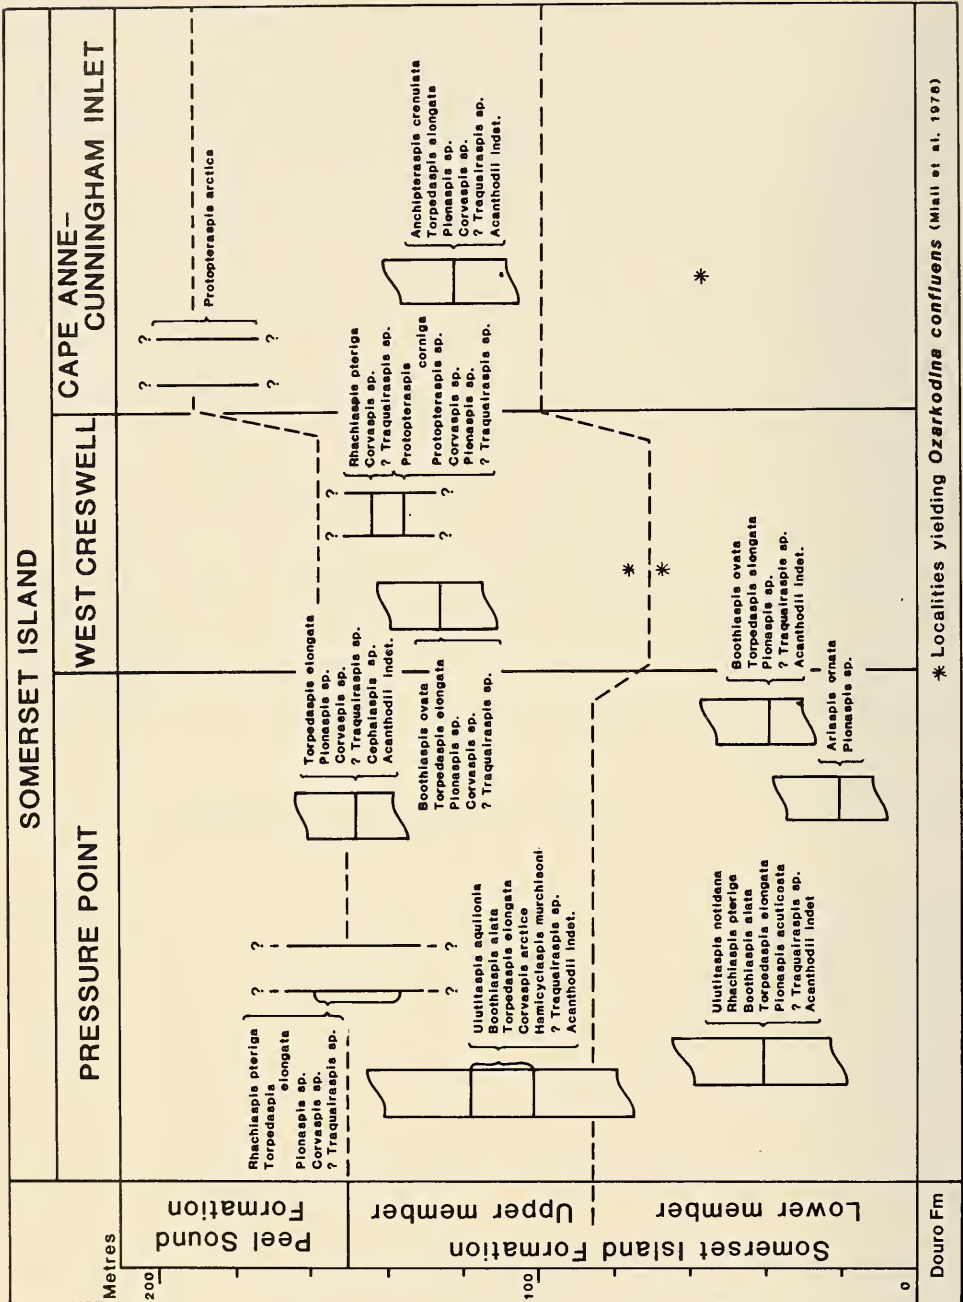 SOMERSET ISLAND
PRESSURE POINT
WEST CRESWELL
CAPE ANNE–
CUNNINGHAM INLET
Metres
200
100
0
Peel Sound
Formation
Somerset Island Formation
Upper member
Lower member
Douro Fm
Rhachiaspis pteriga
Torpedaspis
elongata
Pionaspis sp.
Corvaspis sp.
? Traquairaspis sp.
?
?
?
?
Ulutitaspis aquilonia
Boothiaspis alata
Torpedaspis elongata
Corvaspis arctica
Hamicyclaspis murchisoni
? Traquairaspis sp.
Acanthodii indet.
Ulutitaspis notidana
Rhachiaspis pteriga
Boothiaspis alata
Torpedaspis elongata
Pionaspis acuticosta
? Traquairaspis sp.
Acanthodii indet
Torpedaspis elongata
Pionaspis sp.
Corvaspis sp.
? Traquairaspis sp.
Cephalaspis sp.
Acanthodii indet.
Boothiaspis ovata
Torpedaspis elongata
Pionaspis sp.
Corvaspis sp.
? Traquairaspis sp.
Boothiaspis ovata
Torpedaspis elongata
Pionaspis sp.
? Traquairaspis sp.
Acanthodii indet.
Ariaspis ornata
Pionaspis sp.
?
?
?
?
Rhachiaspis pteriga
Corvaspis sp.
? Traquairaspis sp.
Protopteraspis
corniga
Protopteraspis sp.
Corvaspis sp.
Pionaspis sp.
? Traquairaspis sp.
*
*
?
?
?
?
Protopteraspis arctica
Anchipteraspis crenulata
Torpedaspis elongata
Pionaspis sp.
Corvaspis sp.
? Traquairaspis sp.
Acanthodii indet.
*
* Localities yielding Ozarkodina confluens (Miall et al. 1978)